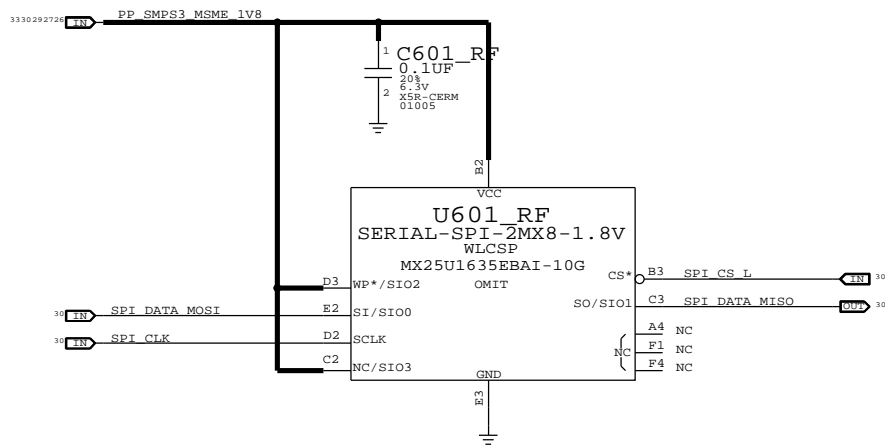 3330292726 IN PP_SMPS3_MSME_1V8
1 C601_RF
0.1UF
20%
6.3V
2 X5R-CERM
01005
B2
VCC
U601_RF
SERIAL-SPI-2MX8-1.8V
WLCSP
MX25U1635EBAI-10G
OMIT
CS* B3 SPI_CS_L IN 30
D3 WP*/SIO2
SO/SIO1 C3 SPI_DATA_MISO OUT 30
30 IN SPI_DATA_MOSI E2 SI/SIO0
A4 NC
30 IN SPI_CLK D2 SCLK
NC F1 NC
C2 NC/SIO3
F4 NC
GND
E3